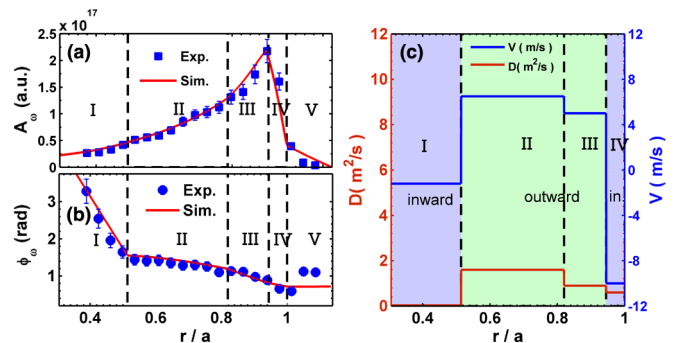 x 10^17
(a)
Exp.
Sim.
I
II
III
IV
V
A_ω (a.u.)
2.5
2
1.5
1
0.5
0
(b)
Exp.
Sim.
I
II
III
IV
V
ϕ_ω (rad)
3
2
1
0.4
0.6
0.8
1
r / a
(c)
V ( m/s)
D( m²/s)
I
II
III
IV
inward
outward
in.
D( m²/s)
12
10
8
6
4
2
0
V ( m/s)
12
8
4
0
-4
-8
-12
0.4
0.6
0.8
1
r / a